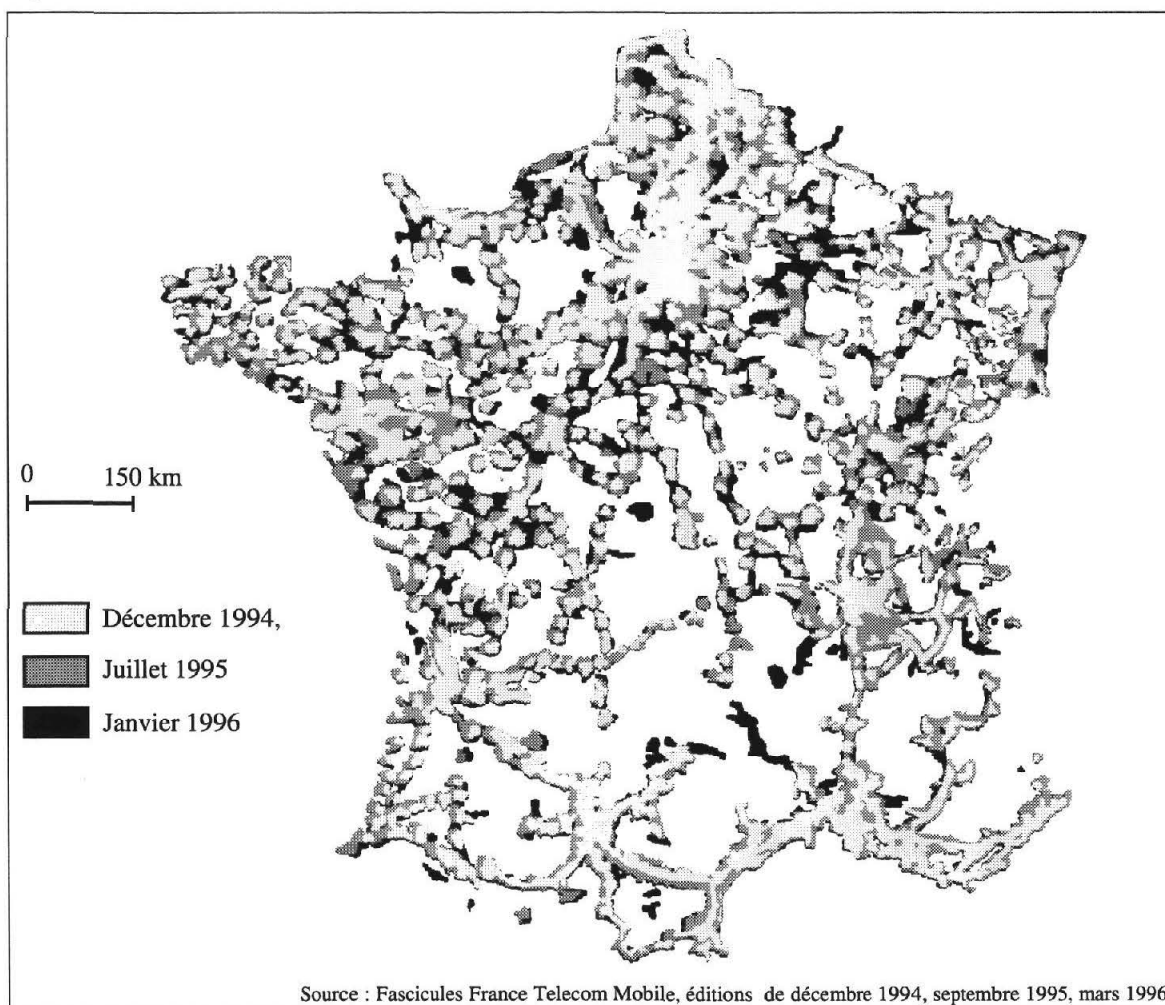 0 150 km
Décembre 1994,
Juillet 1995
Janvier 1996
Source : Fascicules France Telecom Mobile, éditions de décembre 1994, septembre 1995, mars 1996